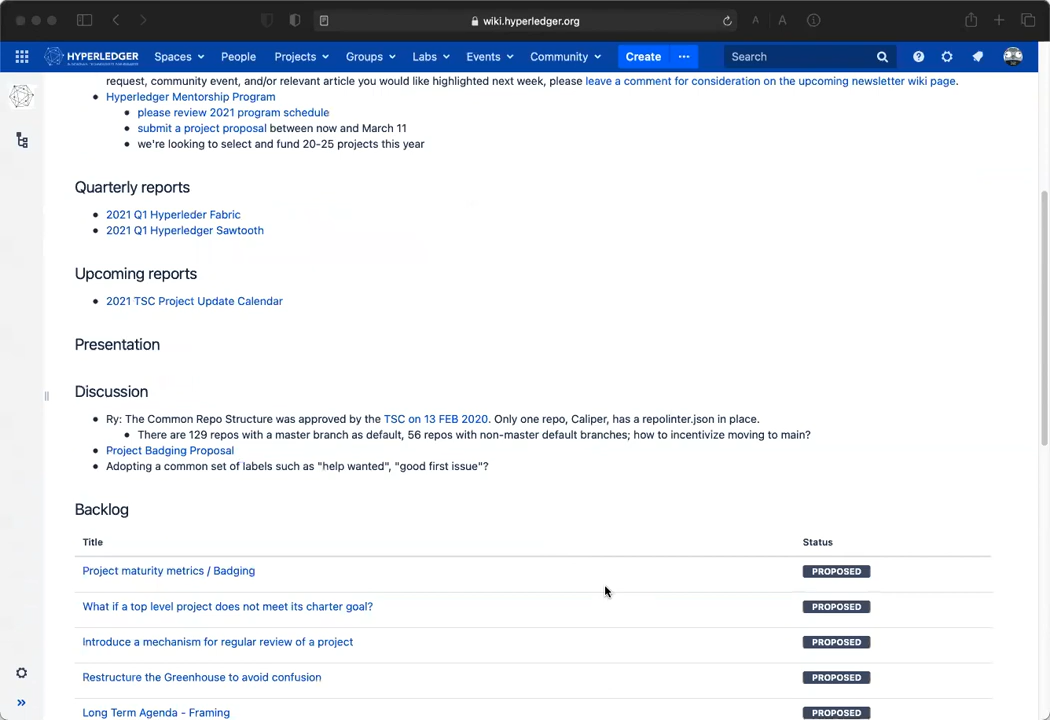 wiki.hyperledger.org
A A
HYPERLEDGER Spaces People Projects Groups Labs Events Community Create ... Search
request, community event, and/or relevant article you would like highlighted next week, please leave a comment for consideration on the upcoming newsletter wiki page.
Hyperledger Mentorship Program
please review 2021 program schedule
submit a project proposal between now and March 11
we're looking to select and fund 20-25 projects this year
Quarterly reports
2021 Q1 Hyperleder Fabric
2021 Q1 Hyperledger Sawtooth
Upcoming reports
2021 TSC Project Update Calendar
Presentation
Discussion
Ry: The Common Repo Structure was approved by the TSC on 13 FEB 2020. Only one repo, Caliper, has a repolinter.json in place.
There are 129 repos with a master branch as default, 56 repos with non-master default branches; how to incentivize moving to main?
Project Badging Proposal
Adopting a common set of labels such as "help wanted", "good first issue"?
Backlog
Title Status
Project maturity metrics / Badging PROPOSED
What if a top level project does not meet its charter goal? PROPOSED
Introduce a mechanism for regular review of a project PROPOSED
Restructure the Greenhouse to avoid confusion PROPOSED
Long Term Agenda - Framing PROPOSED